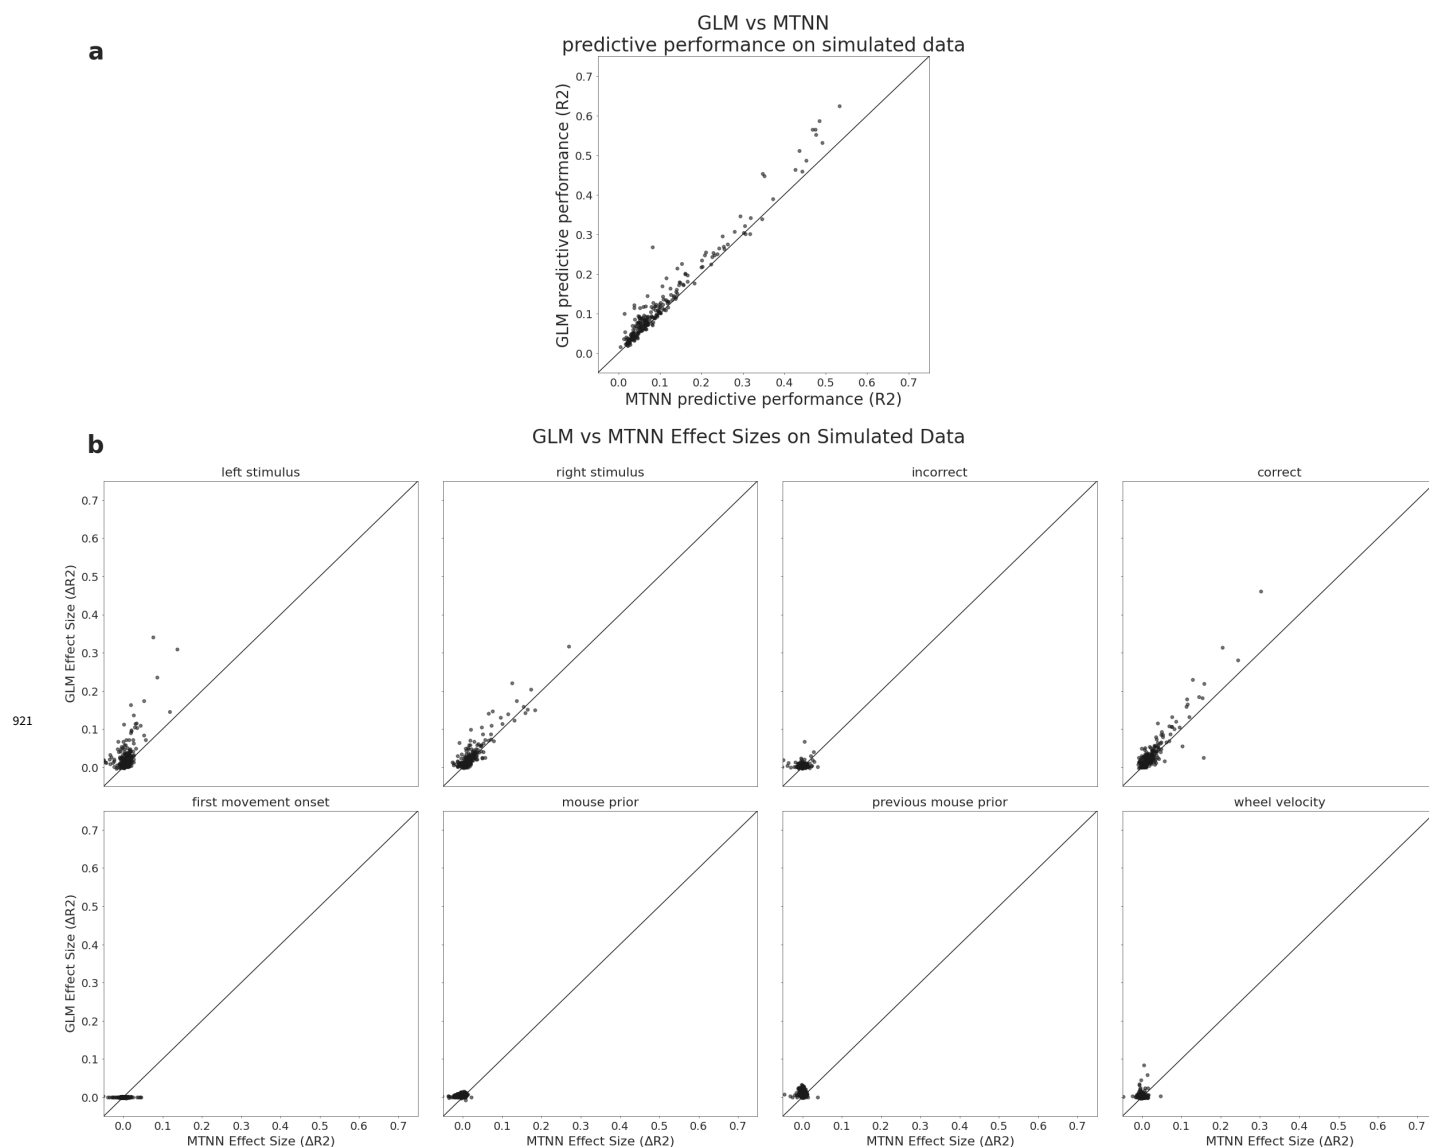 GLM vs MTNN
predictive performance on simulated data
a
0.7
0.6
0.5
0.4
0.3
0.2
0.1
0.0
GLM predictive performance (R2)
0.0 0.1 0.2 0.3 0.4 0.5 0.6 0.7
MTNN predictive performance (R2)
b
GLM vs MTNN Effect Sizes on Simulated Data
left stimulus right stimulus incorrect correct
0.7
0.6
0.5
0.4
0.3
0.2
0.1
0.0
GLM Effect Size (ΔR2)
921
first movement onset mouse prior previous mouse prior wheel velocity
0.7
0.6
0.5
0.4
0.3
0.2
0.1
0.0
GLM Effect Size (ΔR2)
0.0 0.1 0.2 0.3 0.4 0.5 0.6 0.7 0.0 0.1 0.2 0.3 0.4 0.5 0.6 0.7 0.0 0.1 0.2 0.3 0.4 0.5 0.6 0.7 0.0 0.1 0.2 0.3 0.4 0.5 0.6 0.7
MTNN Effect Size (ΔR2) MTNN Effect Size (ΔR2) MTNN Effect Size (ΔR2) MTNN Effect Size (ΔR2)